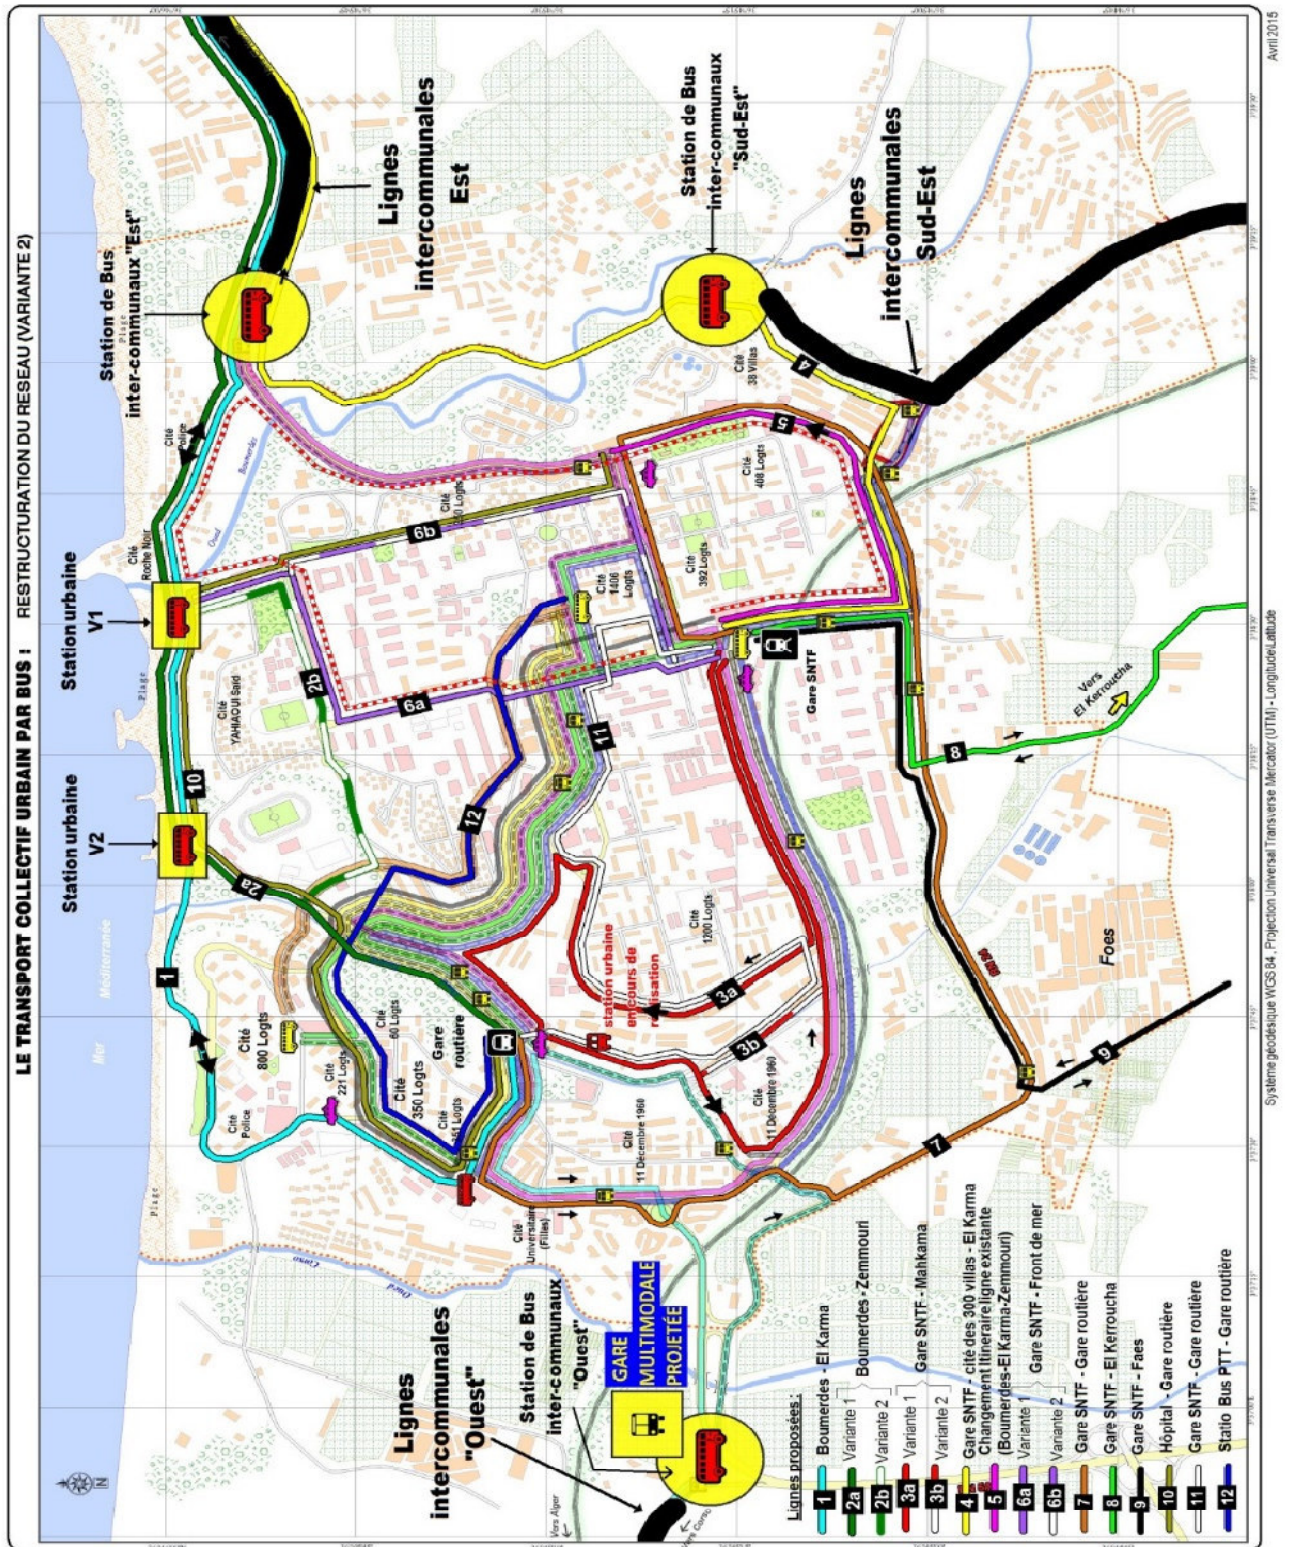 LE TRANSPORT COLLECTIF URBAIN PAR BUS : RESTRUCTURATION DU RESEAU (VARIANTE 2)
Mer Méditerranée
Plage
Plage
Plage
Station urbaine
V2
Station urbaine
V1
Station de Bus
inter-communaux "Est"
Lignes
intercommunales
Est
Station de Bus
inter-communaux
"Sud-Est"
Lignes
intercommunales
Sud-Est
Lignes
intercommunales
"Ouest"
Station de Bus
inter-communaux
"Ouest"
GARE
MULTIMODALE
PROJETÉE
Vers Alger
Oued
Oued
Boumerdes
Cité
Police
Cité
Roche Noir
Cité
YAHIAOUI Said
Cité
Police
Cité
800 Logts
Cité
221 Logts
Cité
60 Logts
Cité
350 Logts
Cité
351 Logts
Gare
routière
station urbaine
en cours de
realisation
Cité
Universitaire
(Filles)
Cité
11 Décembre 1960
Cité
11 Décembre 1960
Cité
1200 Logts
Cité
1406
Logts
Cité
392 Logts
Cité
408 Logts
Cité
38 Villas
Gare SNTF
Foes
Vers
El Kerroucha
1
2a
2b
3a
3b
4
5
6a
6b
7
8
9
10
11
12
N
Lignes proposées :
1 Boumerdes - El Karma
2a Variante 1
2b Variante 2
Boumerdes - Zemmouri
3a Variante 1
3b Variante 2
Gare SNTF - Mahkama
4 Gare SNTF - cité des 300 villas - El Karma
Changement Itineraire ligne existante
5 (Boumerdes-El Karma-Zemmouri)
6a Variante 1
6b Variante 2
Gare SNTF - Front de mer
7 Gare SNTF - Gare routière
8 Gare SNTF - El Kerroucha
9 Gare SNTF - Faes
10 Hôpital - Gare routière
11 Gare SNTF - Gare routière
12 Statio Bus PTT - Gare routière
Système géodésique WGS 84, Projection Universal Transverse Mercator (UTM) - Longitude/Latitude
Avril 2015